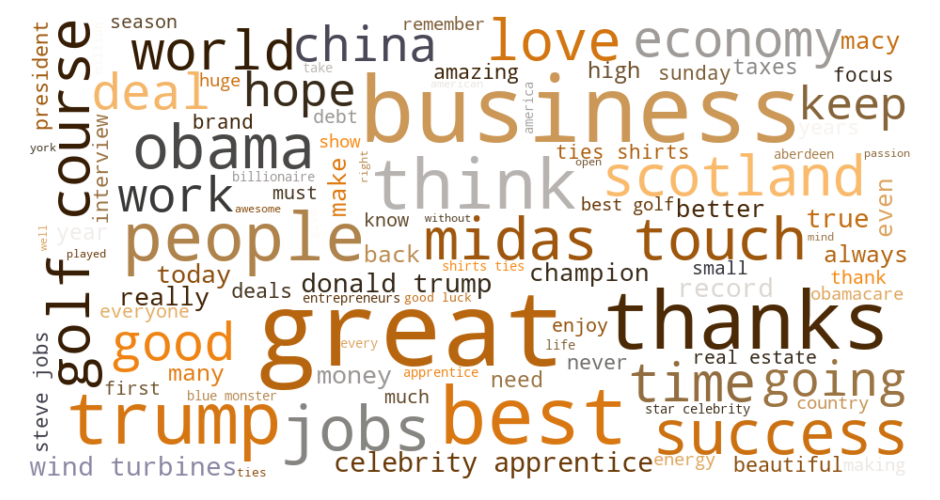 season
remember
president
golf course
world
china
love
economy
macy
huge
take
amazing
high
sunday
taxes
focus
deal
hope
american
business
keep
brand
debt
america
years
interview
obama
show
ties shirts
aberdeen
passion
york
billionaire
right
think
open
scotland
work
must
make
best golf
better
even
awesome
know
without
true
well
year
people
back
midas touch
mind
always
played
today
shirts ties
champion
small
thank
really
deals
donald trump
record
obamacare
everyone
entrepreneurs
good luck
great
enjoy
thanks
good
every
life
never
real estate
steve jobs
many
money
apprentice
need
time
going
first
blue monster
much
star celebrity
country
trump
jobs
best
success
wind turbines
ties
celebrity apprentice
energy
beautiful
making